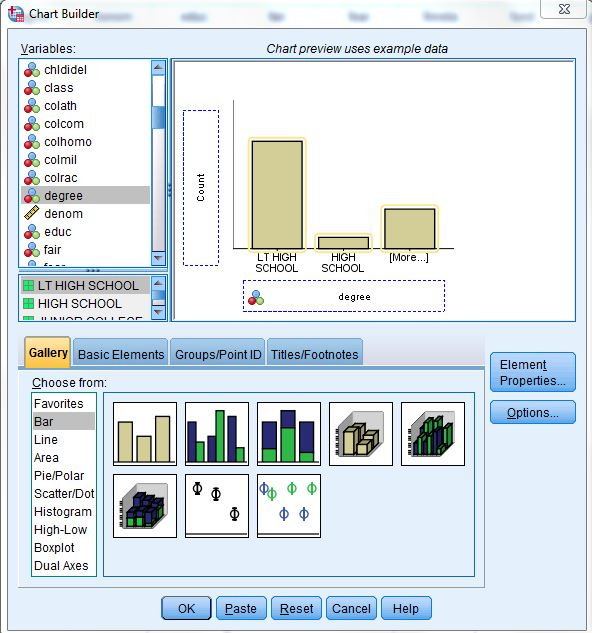 Chart Builder
Variables:
Chart preview uses example data
chldidel
class
colath
colcom
colhomo
colmil
colrac
degree
denom
educ
fair
Count
LT HIGH
SCHOOL
HIGH
SCHOOL
[More...]
degree
LT HIGH SCHOOL
HIGH SCHOOL
JUNIOR COLLEGE
Gallery
Basic Elements
Groups/Point ID
Titles/Footnotes
Element
Properties...
Options...
Choose from:
Favorites
Bar
Line
Area
Pie/Polar
Scatter/Dot
Histogram
High-Low
Boxplot
Dual Axes
OK
Paste
Reset
Cancel
Help